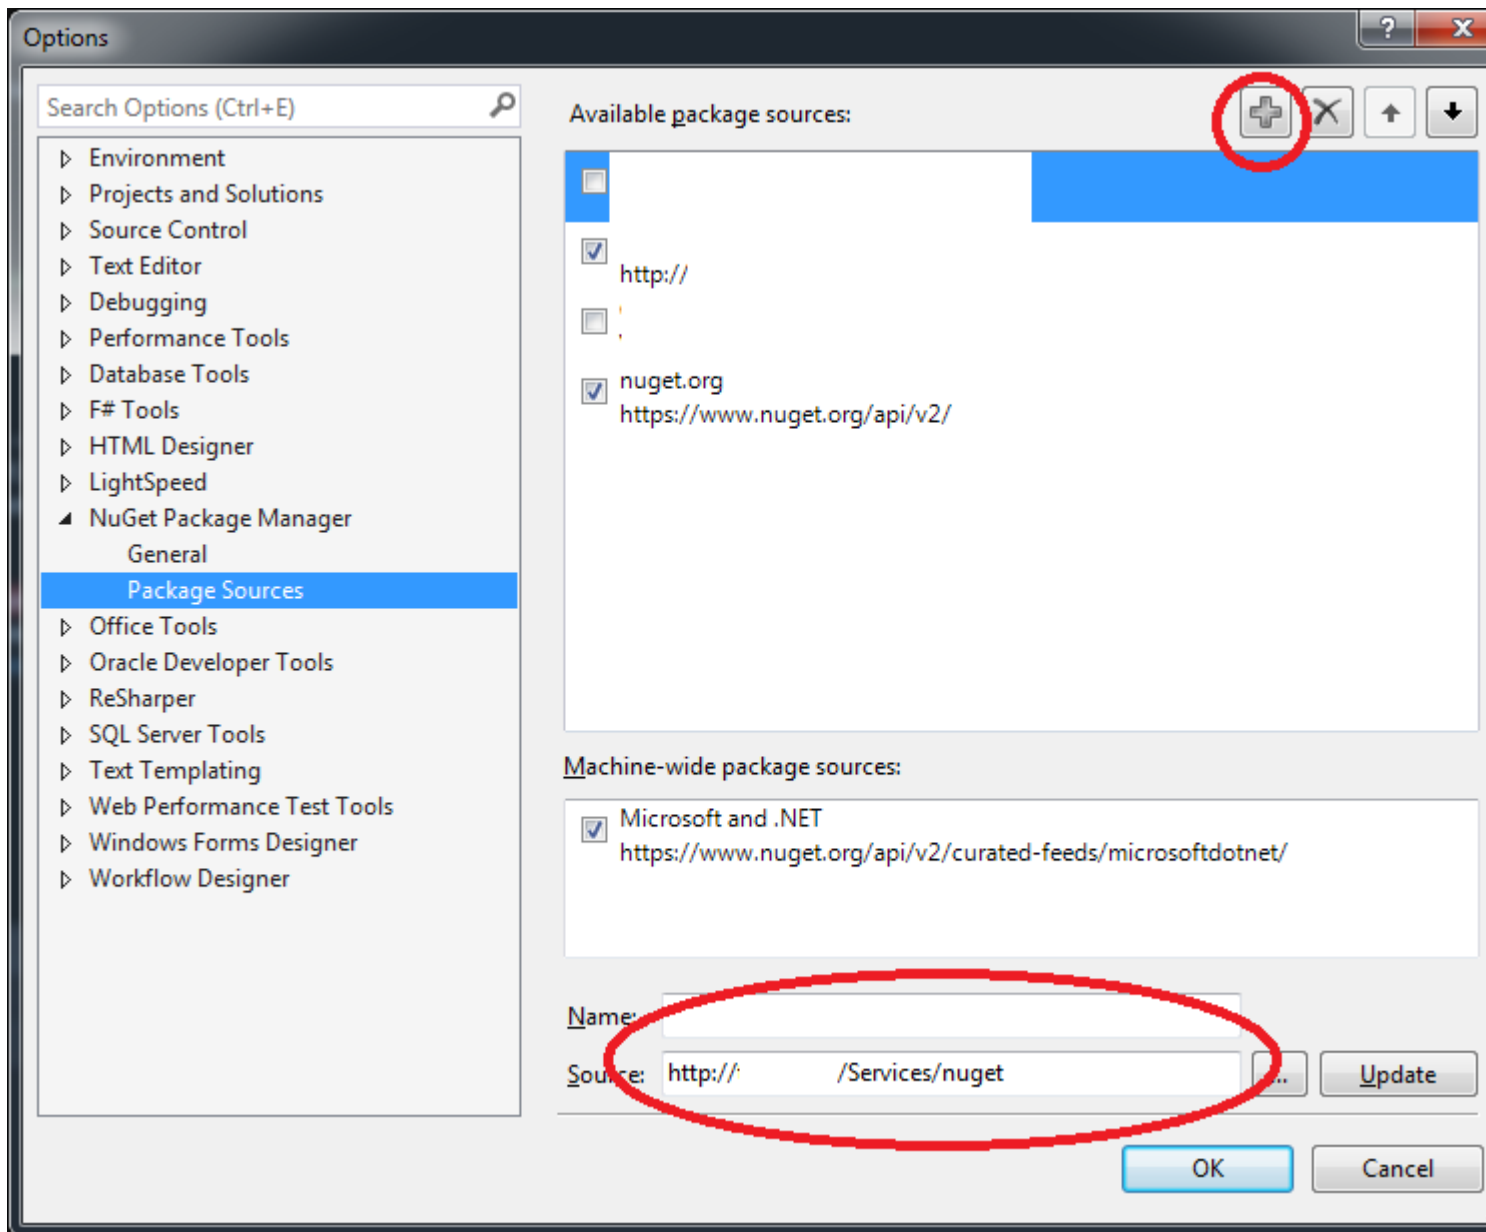 Options
?
X
Search Options (Ctrl+E)
Environment
Projects and Solutions
Source Control
Text Editor
Debugging
Performance Tools
Database Tools
F# Tools
HTML Designer
LightSpeed
NuGet Package Manager
General
Package Sources
Office Tools
Oracle Developer Tools
ReSharper
SQL Server Tools
Text Templating
Web Performance Test Tools
Windows Forms Designer
Workflow Designer
Available package sources:
http://
nuget.org
https://www.nuget.org/api/v2/
Machine-wide package sources:
Microsoft and .NET
https://www.nuget.org/api/v2/curated-feeds/microsoftdotnet/
Name:
Source: http:// /Services/nuget ... Update
OK Cancel